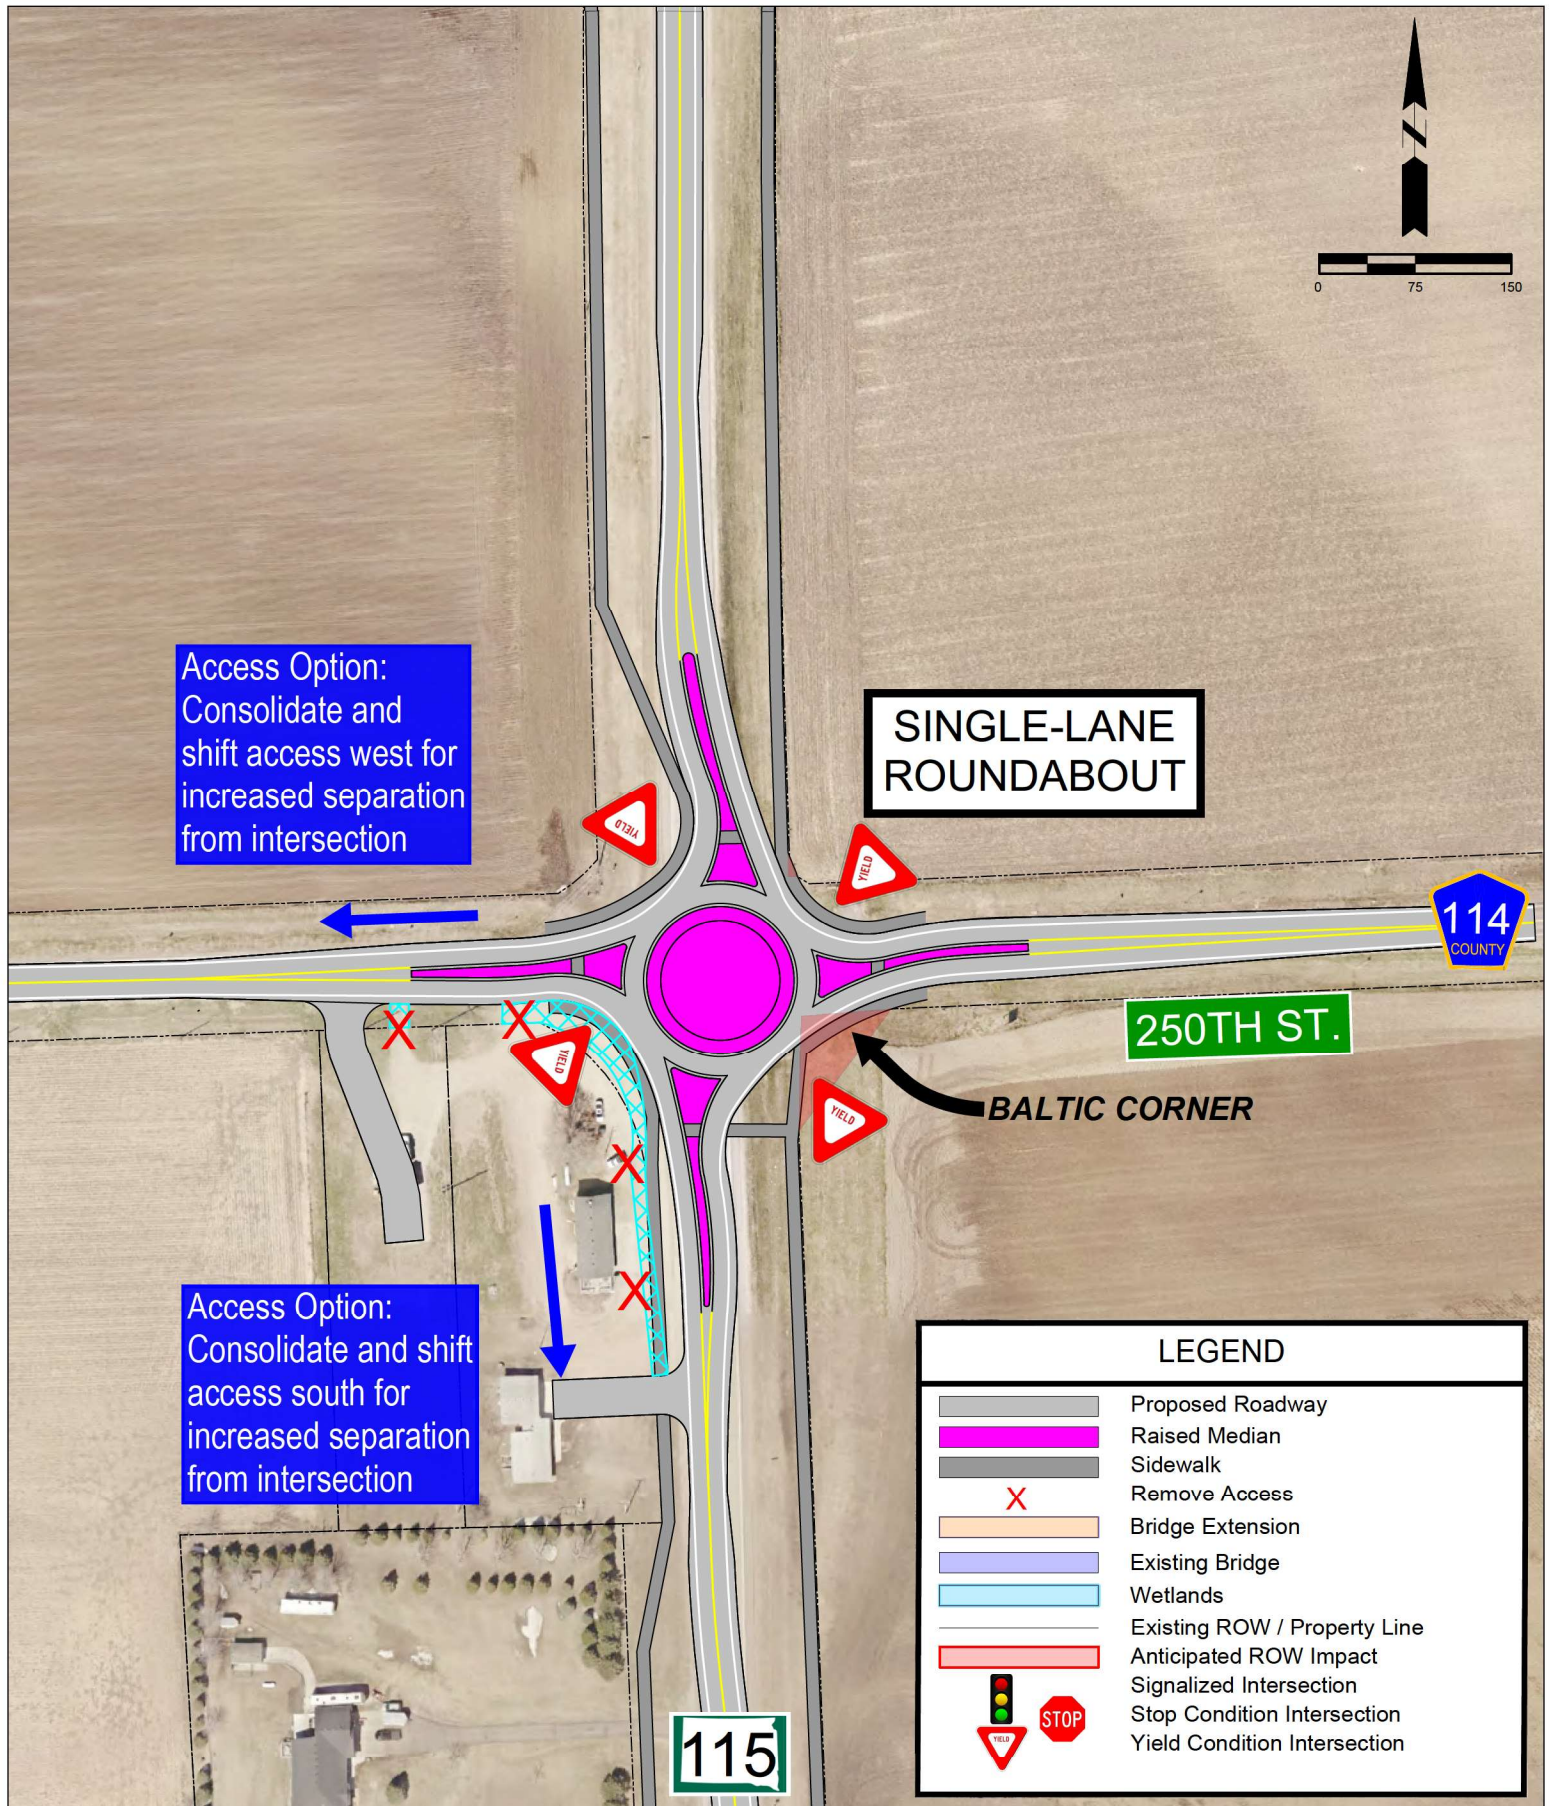 N
0 75 150
Access Option:
Consolidate and
shift access west for
increased separation
from intersection
SINGLE-LANE
ROUNDABOUT
YIELD
YIELD
114
COUNTY
250TH ST.
YIELD
YIELD
BALTIC CORNER
X
X
X
X
Access Option:
Consolidate and shift
access south for
increased separation
from intersection
115
LEGEND
Proposed Roadway
Raised Median
Sidewalk
X Remove Access
Bridge Extension
Existing Bridge
Wetlands
Existing ROW / Property Line
Anticipated ROW Impact
Signalized Intersection
STOP Stop Condition Intersection
YIELD Yield Condition Intersection